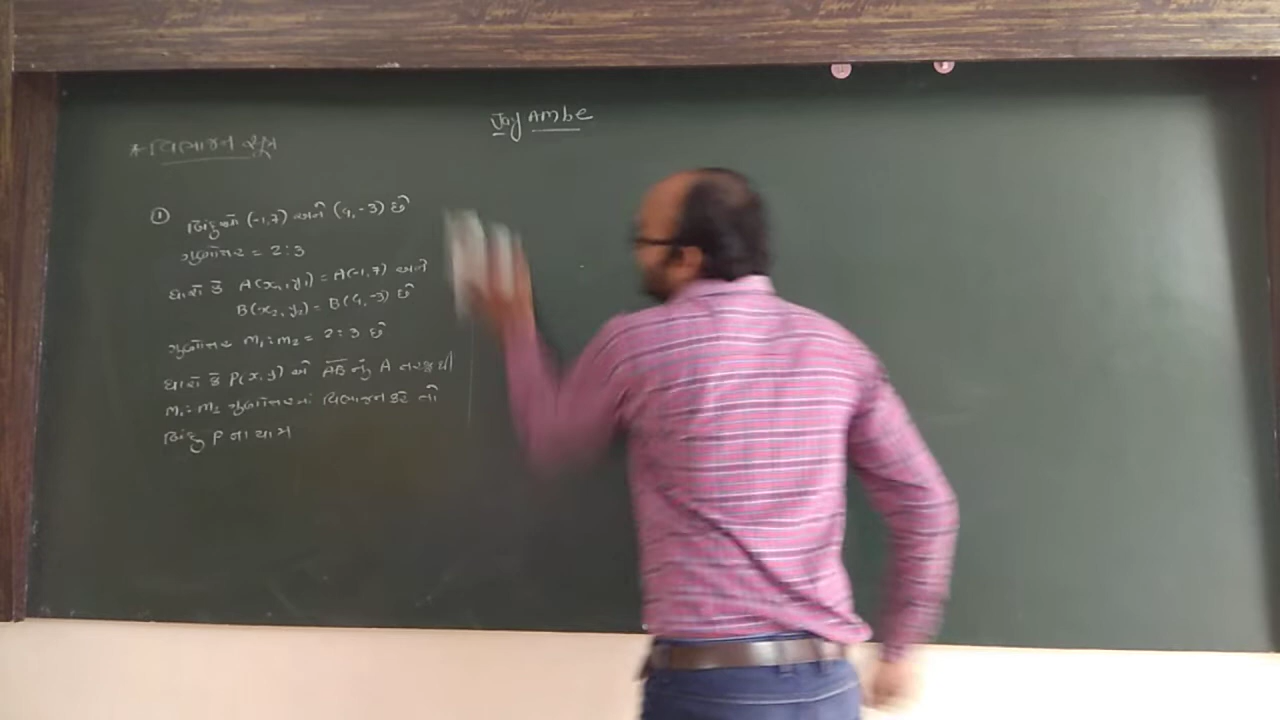 Jay Ambe
* વિભાજન સૂત્ર
① બિંદુઓ (-1,7) અને (4,-3) છે
ગુણોત્તર = 2:3
ધારો કે A(x₁, y₁) = A(-1,7) અને
B(x₂, y₂) = B(4,-3) છે
ગુણોત્તર m₁:m₂ = 2:3 છે
ધારો કે P(x,y) એ AB નું A તરફથી
m₁:m₂ ગુણોત્તરમાં વિભાજન કરે તો
બિંદુ P ના યામ